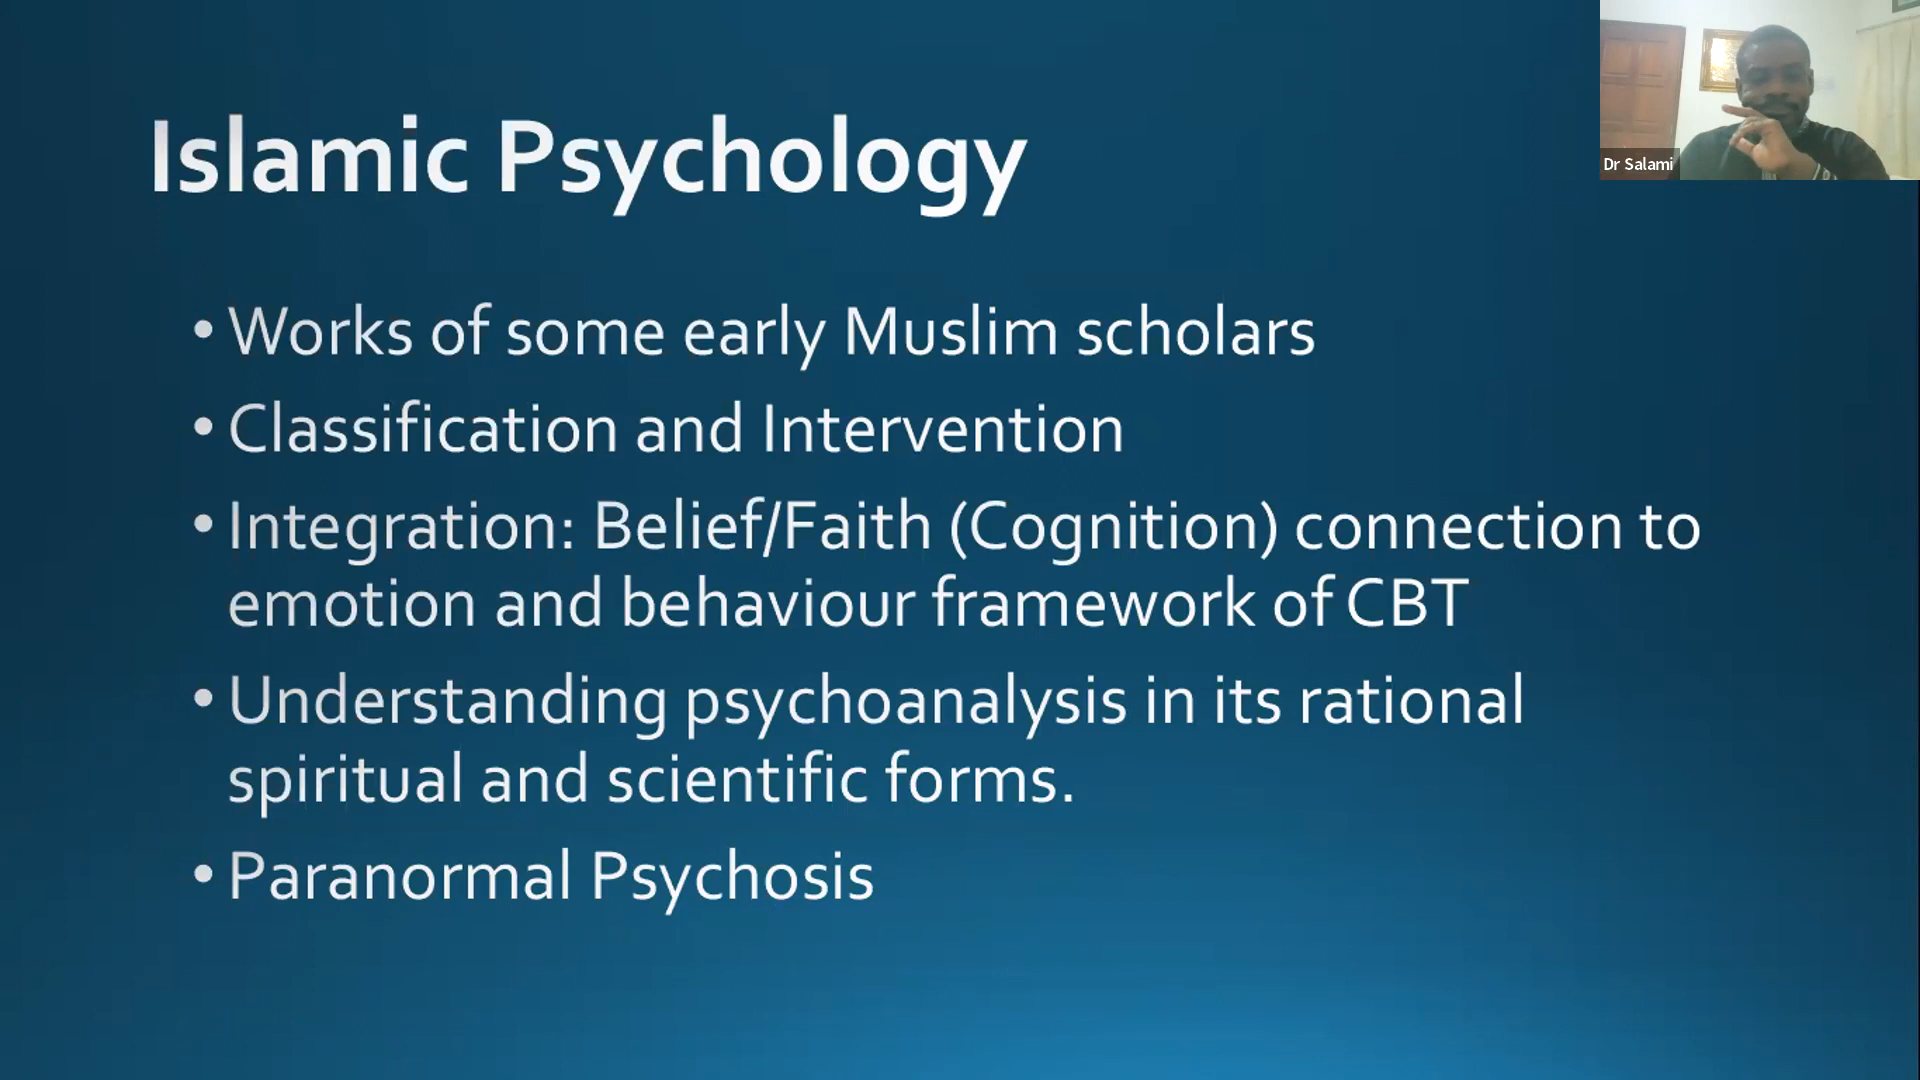 Islamic Psychology
• Works of some early Muslim scholars
• Classification and Intervention
• Integration: Belief/Faith (Cognition) connection to
emotion and behaviour framework of CBT
• Understanding psychoanalysis in its rational
spiritual and scientific forms.
• Paranormal Psychosis
Dr Salami